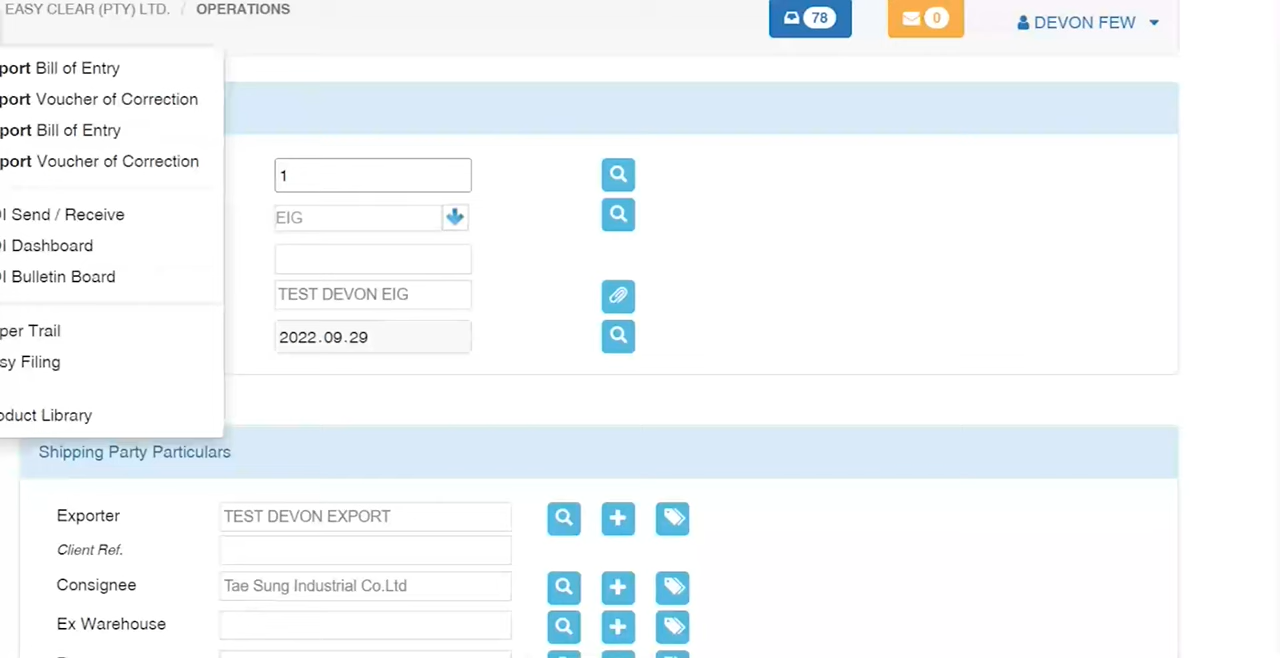 EASY CLEAR (PTY) LTD. / OPERATIONS
78
0
DEVON FEW
port Bill of Entry
port Voucher of Correction
port Bill of Entry
port Voucher of Correction
I Send / Receive
I Dashboard
I Bulletin Board
per Trail
sy Filing
oduct Library
1
EIG
TEST DEVON EIG
2022.09.29
Shipping Party Particulars
Exporter TEST DEVON EXPORT
Client Ref.
Consignee Tae Sung Industrial Co.Ltd
Ex Warehouse